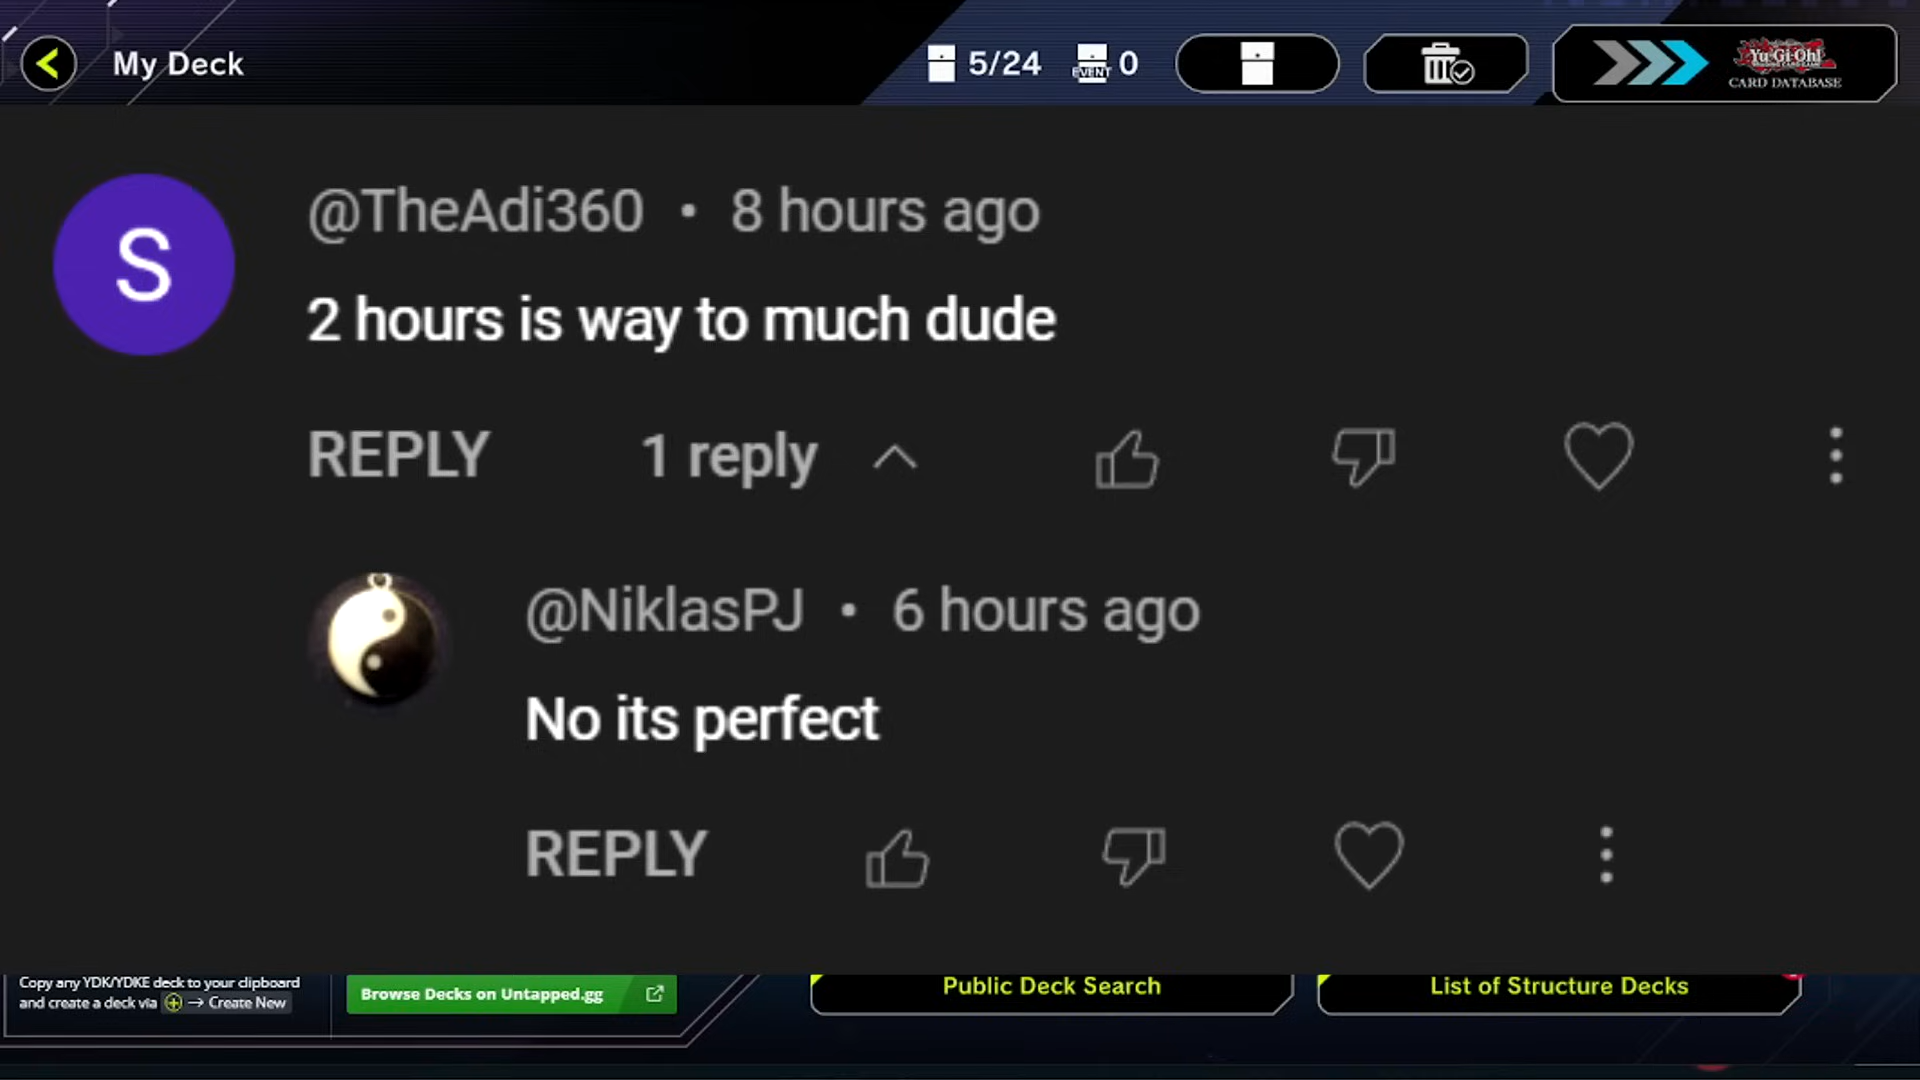 My Deck
5/24
EVENT 0
Yu-Gi-Oh!
CARD DATABASE
S
@TheAdi360 • 8 hours ago
2 hours is way to much dude
REPLY 1 reply
@NiklasPJ • 6 hours ago
No its perfect
REPLY
Copy any YDK/YDKE deck to your clipboard
and create a deck via → Create New
Browse Decks on Untapped.gg
Public Deck Search
List of Structure Decks